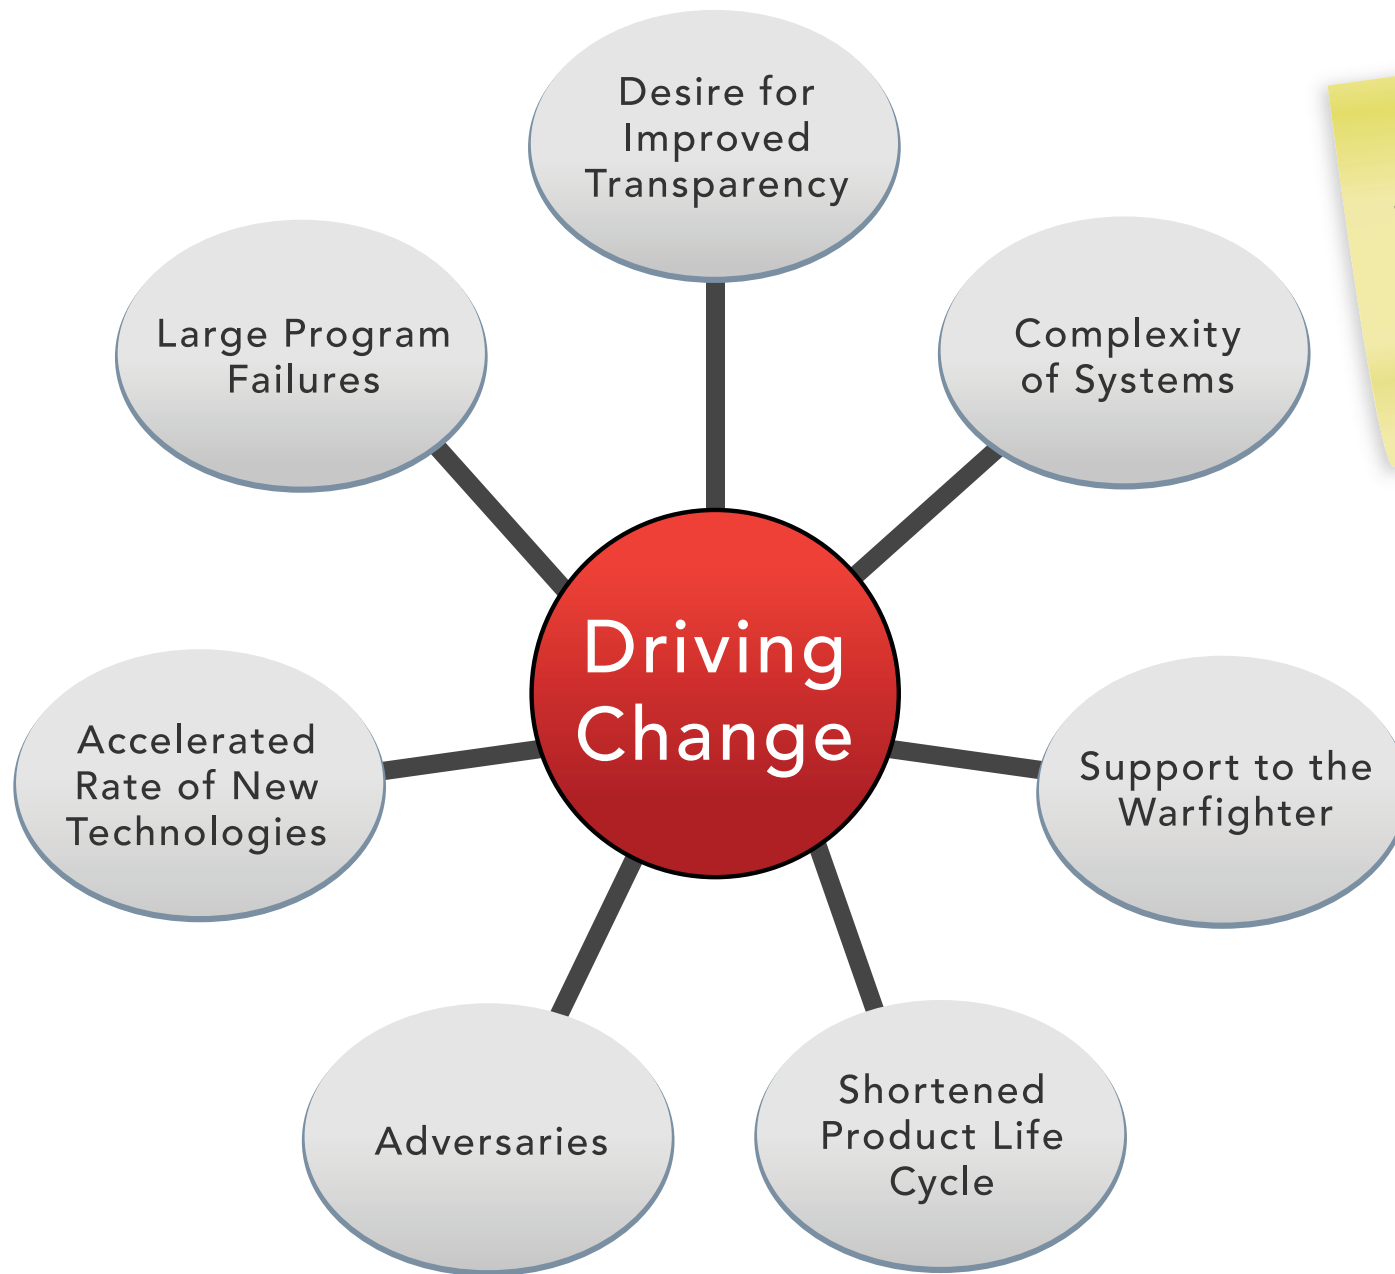 Desire for
Improved
Transparency
Large Program
Failures
Complexity
of Systems
Driving
Change
Accelerated
Rate of New
Technologies
Support to the
Warfighter
Adversaries
Shortened
Product Life
Cycle